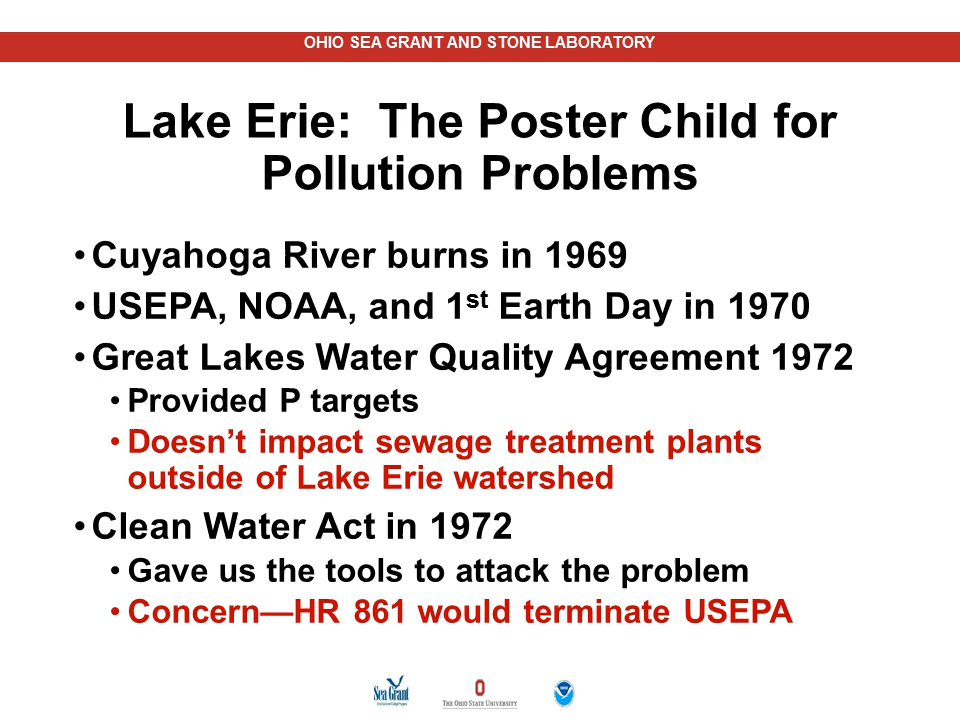 OHIO SEA GRANT AND STONE LABORATORY
Lake Erie: The Poster Child for
Pollution Problems
• Cuyahoga River burns in 1969
• USEPA, NOAA, and 1st Earth Day in 1970
• Great Lakes Water Quality Agreement 1972
• Provided P targets
• Doesn’t impact sewage treatment plants
outside of Lake Erie watershed
• Clean Water Act in 1972
• Gave us the tools to attack the problem
• Concern—HR 861 would terminate USEPA
Sea Grant
THE OHIO STATE UNIVERSITY